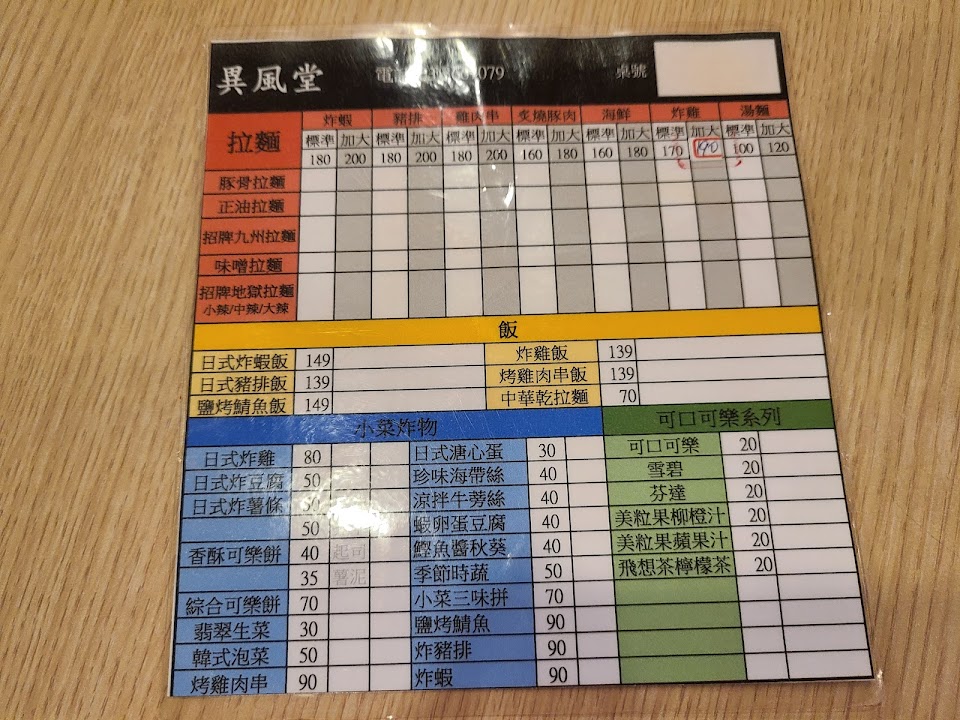 異風堂 電 079 桌號
拉麵 炸蝦 豬排 雞肉串 炙燒豚肉 海鮮 炸雞 湯麵
標準 加大 標準 加大 標準 加大 標準 加大 標準 加大 標準 加大 標準 加大
180 200 180 200 180 200 160 180 160 180 170 190 100 120
豚骨拉麵
正油拉麵
招牌九州拉麵
味噌拉麵
招牌地獄拉麵
小辣/中辣/大辣
飯
日式炸蝦飯 149 炸雞飯 139
日式豬排飯 139 烤雞肉串飯 139
鹽烤鯖魚飯 149 中華乾拉麵 70
小菜炸物 可口可樂系列
日式炸雞 80 日式溏心蛋 30 可口可樂 20
日式炸豆腐 50 珍味海帶絲 40 雪碧 20
日式炸薯條 50 涼拌牛蒡絲 40 芬達 20
50 蝦卵蛋豆腐 40 美粒果柳橙汁 20
香酥可樂餅 40 起司 鰹魚醬秋葵 40 美粒果蘋果汁 20
35 薯泥 季節時蔬 50 飛想茶檸檬茶 20
綜合可樂餅 70 小菜三味拼 70
翡翠生菜 30 鹽烤鯖魚 90
韓式泡菜 50 炸豬排 90
烤雞肉串 90 炸蝦 90